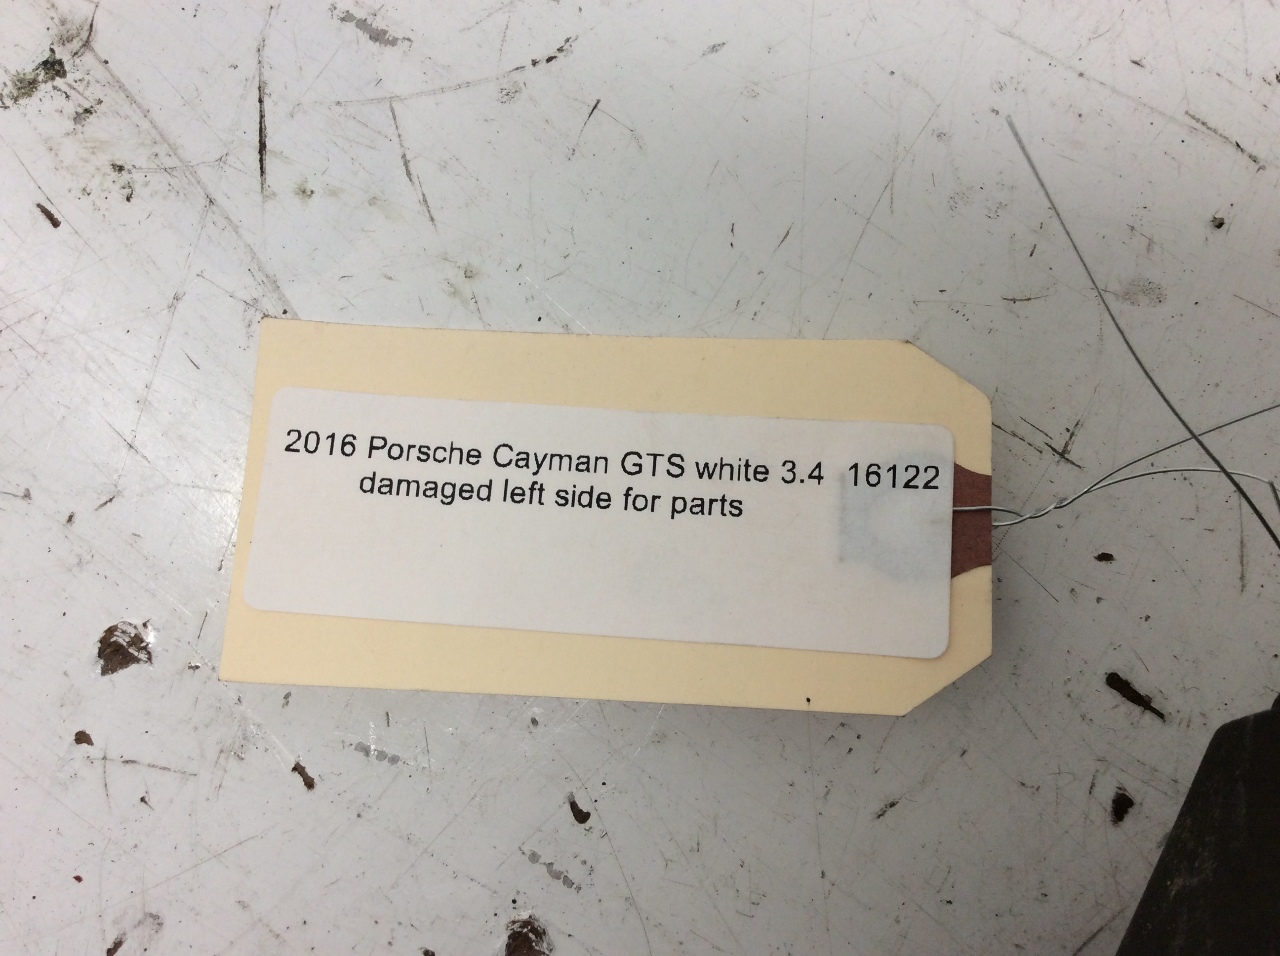 2016 Porsche Cayman GTS white 3.4  16122
damaged left side for parts